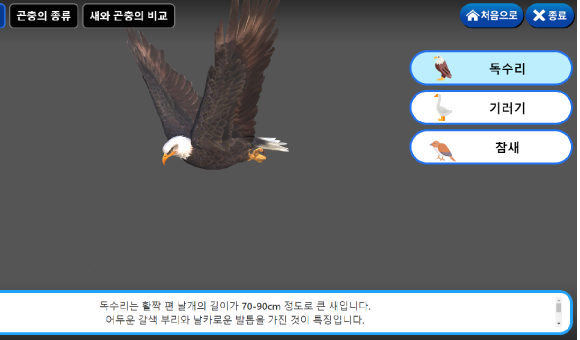 곤충의 종류
새와 곤충의 비교
처음으로
종료
독수리
기러기
참새
독수리는 활짝 편 날개의 길이가 70-90cm 정도로 큰 새입니다.
어두운 갈색 부리와 날카로운 발톱을 가진 것이 특징입니다.